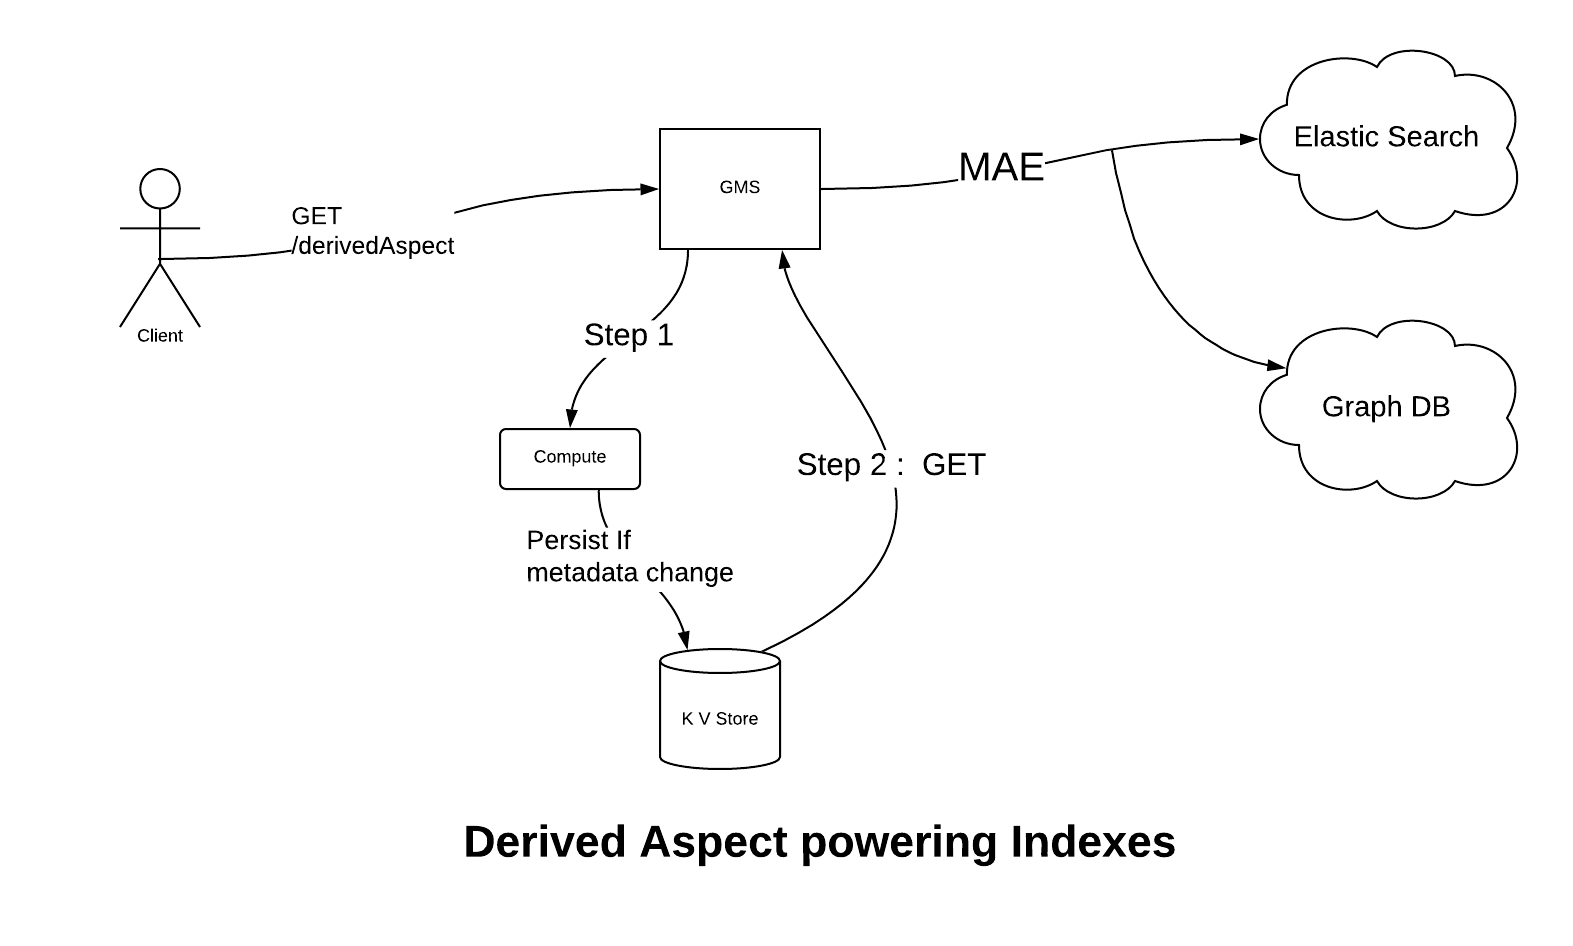 Elastic Search
MAE
GMS
GET
/derivedAspect
Client
Step 1
Graph DB
Compute
Step 2 :  GET
Persist If
metadata change
K V Store
Derived Aspect powering Indexes